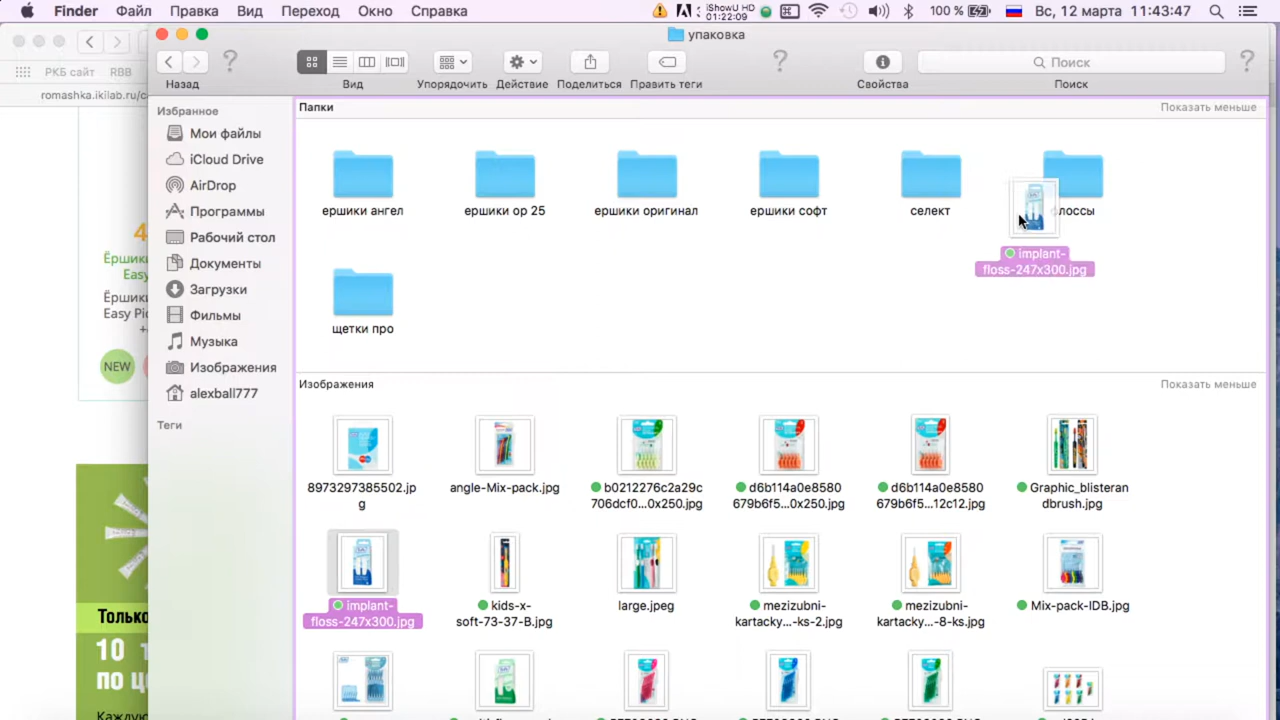 Finder Файл Правка Вид Переход Окно Справка iShowU HD 01:22:09 100 % Вс, 12 марта 11:43:47
упаковка
Назад Вид Упорядочить Действие Поделиться Править теги Свойства Поиск Поиск
РКБ сайт RBB
romashka.ikilab.ru/c
Избранное
Мои файлы
iCloud Drive
AirDrop
Программы
Рабочий стол
Документы
Загрузки
Фильмы
Музыка
Изображения
alexball777
Теги
Папки Показать меньше
ершики ангел ершики ор 25 ершики оригинал ершики софт селект лоссы
implant-
floss-247x300.jpg
щетки про
Изображения Показать меньше
8973297385502.jp
g
angle-Mix-pack.jpg
b0212276c2a29c
706dcf0...0x250.jpg
d6b114a0e8580
679b6f5...0x250.jpg
d6b114a0e8580
679b6f5...12c12.jpg
Graphic_blisteran
dbrush.jpg
implant-
floss-247x300.jpg
kids-x-
soft-73-37-B.jpg
large.jpeg
mezizubni-
kartacky...-ks-2.jpg
mezizubni-
kartacky...-8-ks.jpg
Mix-pack-IDB.jpg
4
Ёршики
Easy
Ёршики
Easy Pi
NEW
Только
10 т
по ц
Каждую